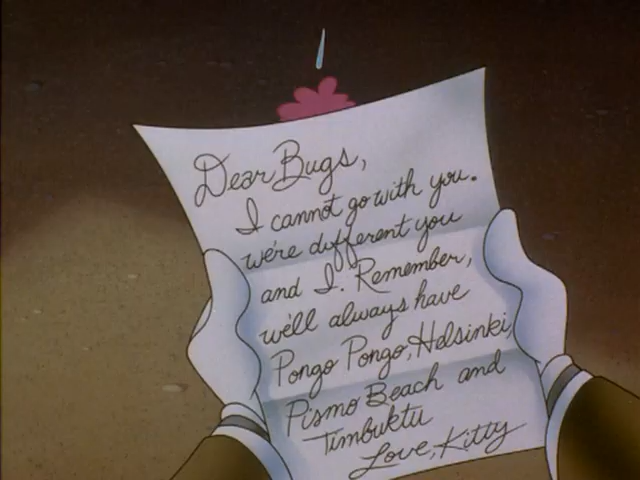 Dear Bugs,
I cannot go with you.
we're different you
and I. Remember,
we'll always have
Pongo Pongo, Helsinki,
Pismo Beach and
Timbuktu
Love, Kitty